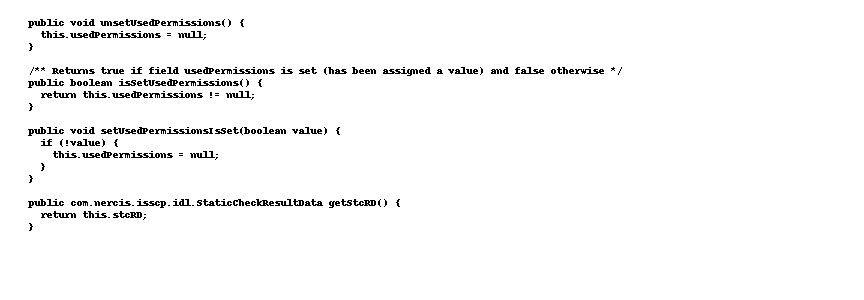 public void unsetUsedPermissions() {
  this.usedPermissions = null;
}

/** Returns true if field usedPermissions is set (has been assigned a value) and false otherwise */
public boolean isSetUsedPermissions() {
  return this.usedPermissions != null;
}

public void setUsedPermissionsIsSet(boolean value) {
  if (!value) {
    this.usedPermissions = null;
  }
}

public com.nercis.isscp.idl.StaticCheckResultData getStcRD() {
  return this.stcRD;
}